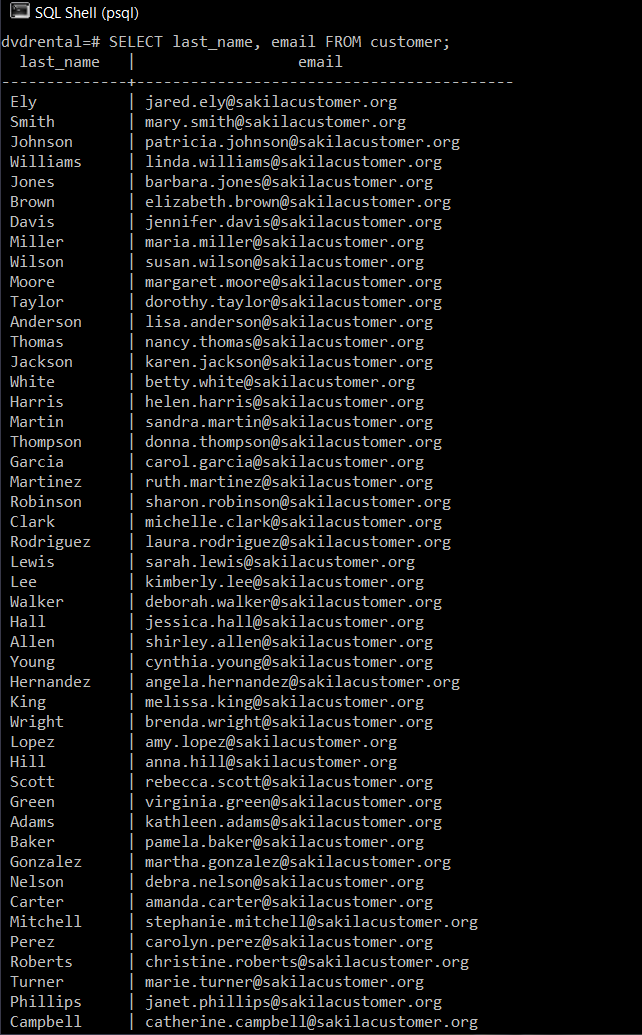 SQL Shell (psql)
dvdrental=# SELECT last_name, email FROM customer;
  last_name   |                  email
--------------+------------------------------------------
 Ely          | jared.ely@sakilacustomer.org
 Smith        | mary.smith@sakilacustomer.org
 Johnson      | patricia.johnson@sakilacustomer.org
 Williams     | linda.williams@sakilacustomer.org
 Jones        | barbara.jones@sakilacustomer.org
 Brown        | elizabeth.brown@sakilacustomer.org
 Davis        | jennifer.davis@sakilacustomer.org
 Miller       | maria.miller@sakilacustomer.org
 Wilson       | susan.wilson@sakilacustomer.org
 Moore        | margaret.moore@sakilacustomer.org
 Taylor       | dorothy.taylor@sakilacustomer.org
 Anderson     | lisa.anderson@sakilacustomer.org
 Thomas       | nancy.thomas@sakilacustomer.org
 Jackson      | karen.jackson@sakilacustomer.org
 White        | betty.white@sakilacustomer.org
 Harris       | helen.harris@sakilacustomer.org
 Martin       | sandra.martin@sakilacustomer.org
 Thompson     | donna.thompson@sakilacustomer.org
 Garcia       | carol.garcia@sakilacustomer.org
 Martinez     | ruth.martinez@sakilacustomer.org
 Robinson     | sharon.robinson@sakilacustomer.org
 Clark        | michelle.clark@sakilacustomer.org
 Rodriguez    | laura.rodriguez@sakilacustomer.org
 Lewis        | sarah.lewis@sakilacustomer.org
 Lee          | kimberly.lee@sakilacustomer.org
 Walker       | deborah.walker@sakilacustomer.org
 Hall         | jessica.hall@sakilacustomer.org
 Allen        | shirley.allen@sakilacustomer.org
 Young        | cynthia.young@sakilacustomer.org
 Hernandez    | angela.hernandez@sakilacustomer.org
 King         | melissa.king@sakilacustomer.org
 Wright       | brenda.wright@sakilacustomer.org
 Lopez        | amy.lopez@sakilacustomer.org
 Hill         | anna.hill@sakilacustomer.org
 Scott        | rebecca.scott@sakilacustomer.org
 Green        | virginia.green@sakilacustomer.org
 Adams        | kathleen.adams@sakilacustomer.org
 Baker        | pamela.baker@sakilacustomer.org
 Gonzalez     | martha.gonzalez@sakilacustomer.org
 Nelson       | debra.nelson@sakilacustomer.org
 Carter       | amanda.carter@sakilacustomer.org
 Mitchell     | stephanie.mitchell@sakilacustomer.org
 Perez        | carolyn.perez@sakilacustomer.org
 Roberts      | christine.roberts@sakilacustomer.org
 Turner       | marie.turner@sakilacustomer.org
 Phillips     | janet.phillips@sakilacustomer.org
 Campbell     | catherine.campbell@sakilacustomer.org